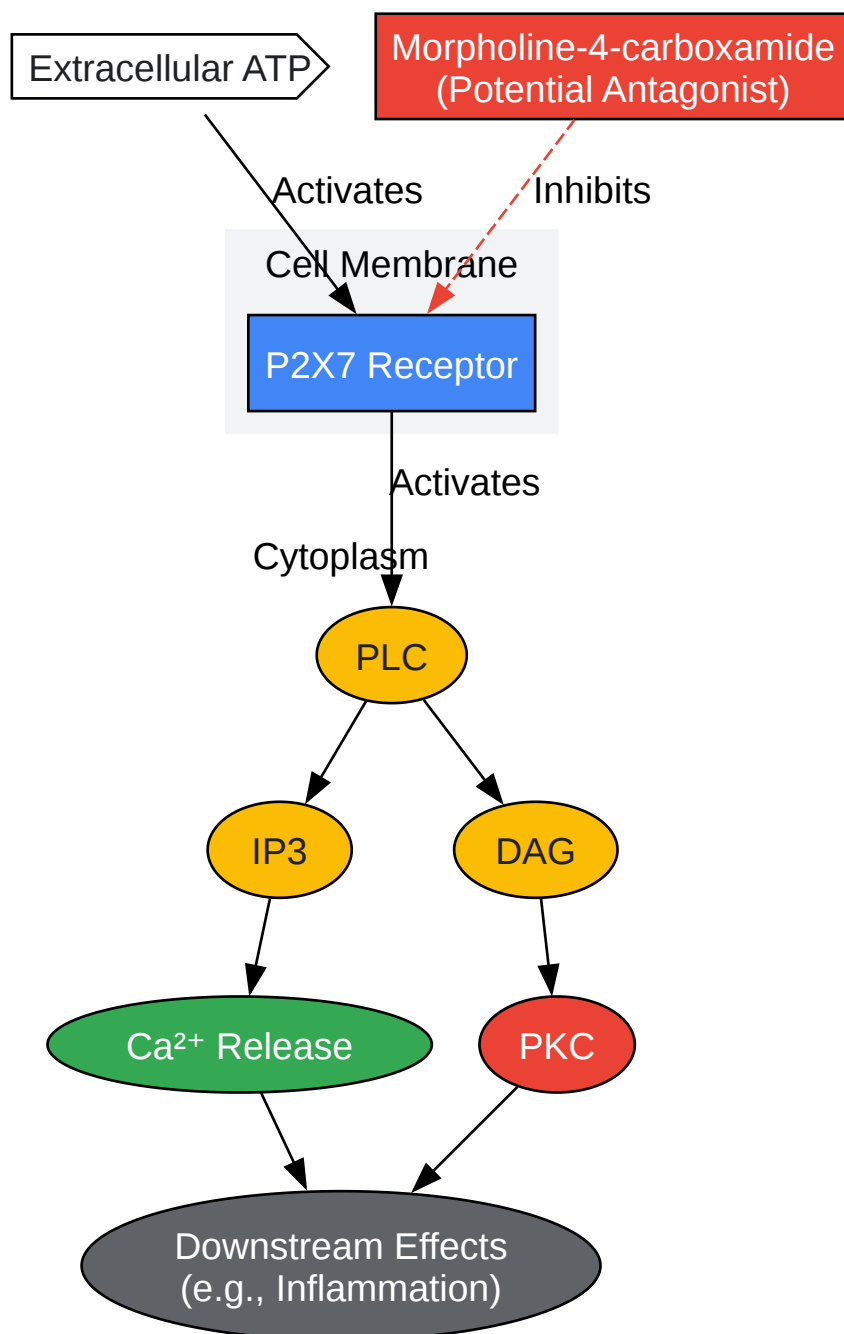 Extracellular ATP
Morpholine-4-carboxamide
(Potential Antagonist)
Activates
Inhibits
Cell Membrane
P2X7 Receptor
Activates
Cytoplasm
PLC
IP3
DAG
Ca²⁺ Release
PKC
Downstream Effects
(e.g., Inflammation)